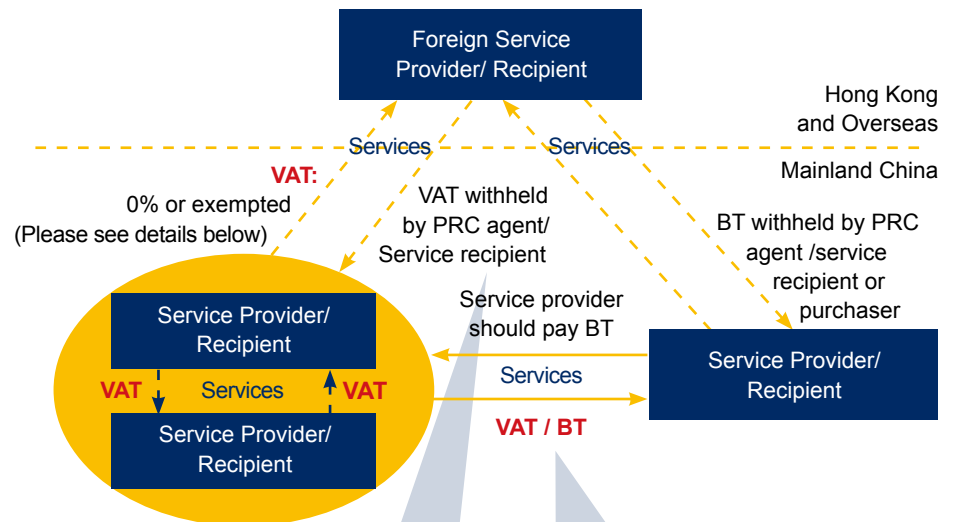 Foreign Service
Provider/ Recipient
Hong Kong
and Overseas
Services
Services
Mainland China
VAT:
0% or exempted
(Please see details below)
VAT withheld
by PRC agent/
Service recipient
BT withheld by PRC
agent /service
recipient or
purchaser
Service provider
should pay BT
Service Provider/
Recipient
VAT
Services
VAT
Service Provider/
Recipient
Services
VAT / BT
Service Provider/
Recipient